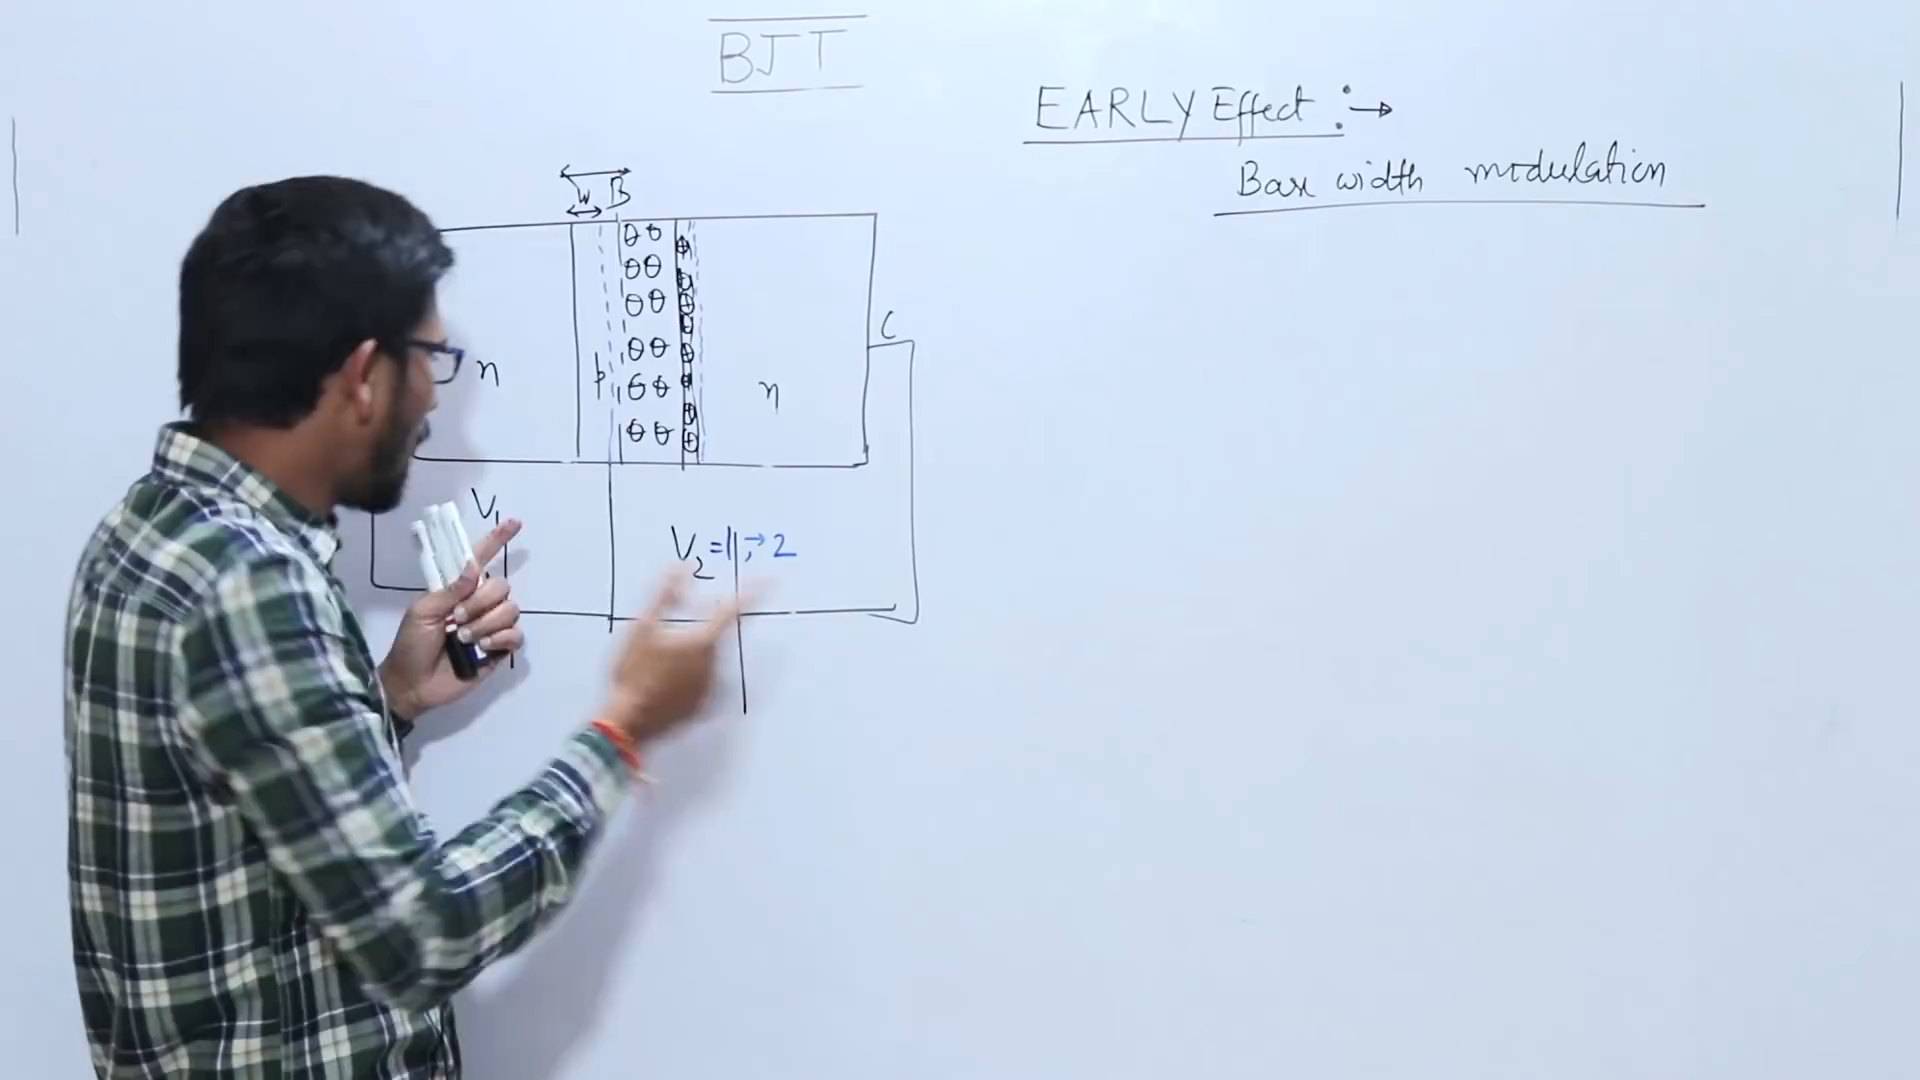 BJT
EARLY Effect :→
Base width modulation
W B
n p n
C
V1
V2 = 1, → 2